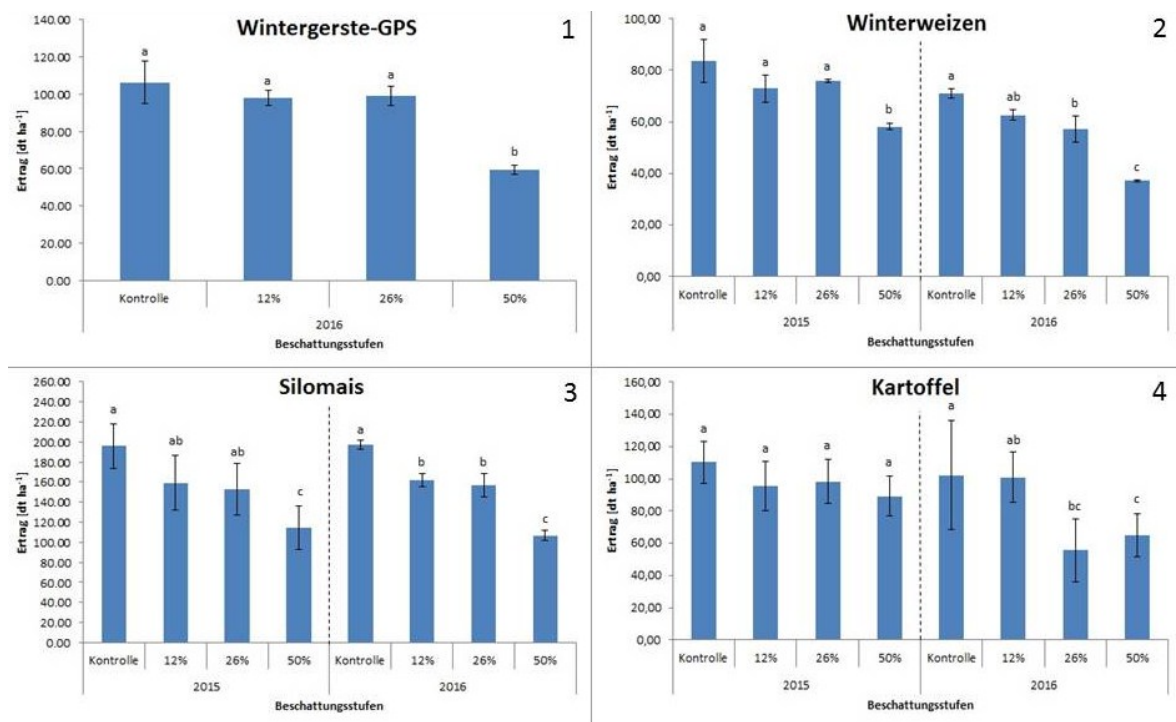 Wintergerste-GPS
1
Ertrag [dt ha⁻¹]
140.00
120.00
100.00
80.00
60.00
40.00
20.00
0.00
a
a
a
b
Kontrolle 12% 26% 50%
2016
Beschattungsstufen
Winterweizen
2
Ertrag [dt ha⁻¹]
100,00
80,00
60,00
40,00
20,00
0,00
a
a
a
b
a
ab
b
c
Kontrolle 12% 26% 50% Kontrolle 12% 26% 50%
2015 2016
Beschattungsstufen
Silomais
3
Ertrag [dt ha⁻¹]
260.00
240.00
220.00
200.00
180.00
160.00
140.00
120.00
100.00
80.00
60.00
40.00
20.00
0.00
a
ab
ab
c
a
b
b
c
Kontrolle 12% 26% 50% Kontrolle 12% 26% 50%
2015 2016
Beschattungsstufen
Kartoffel
4
Ertrag [dt ha⁻¹]
160,00
140,00
120,00
100,00
80,00
60,00
40,00
20,00
0,00
a
a
a
a
a
ab
bc
c
Kontrolle 12% 26% 50% Kontrolle 12% 26% 50%
2015 2016
Beschattungsstufen